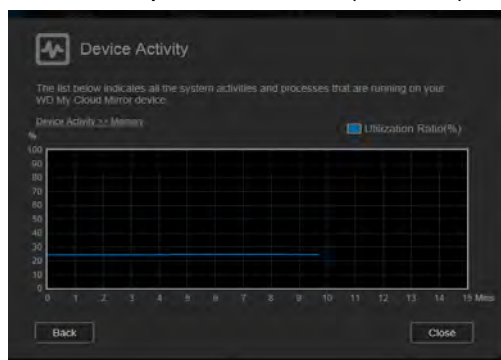 Device Activity
The list below indicates all the system activities and processes that are running on your
WD My Cloud Mirror device.
Device Activity >> Memory
Utilization Ratio(%)
%
100
90
80
70
60
50
40
30
20
10
0
0 1 2 3 4 5 6 7 8 9 10 11 12 13 14 15 Mins
Back
Close